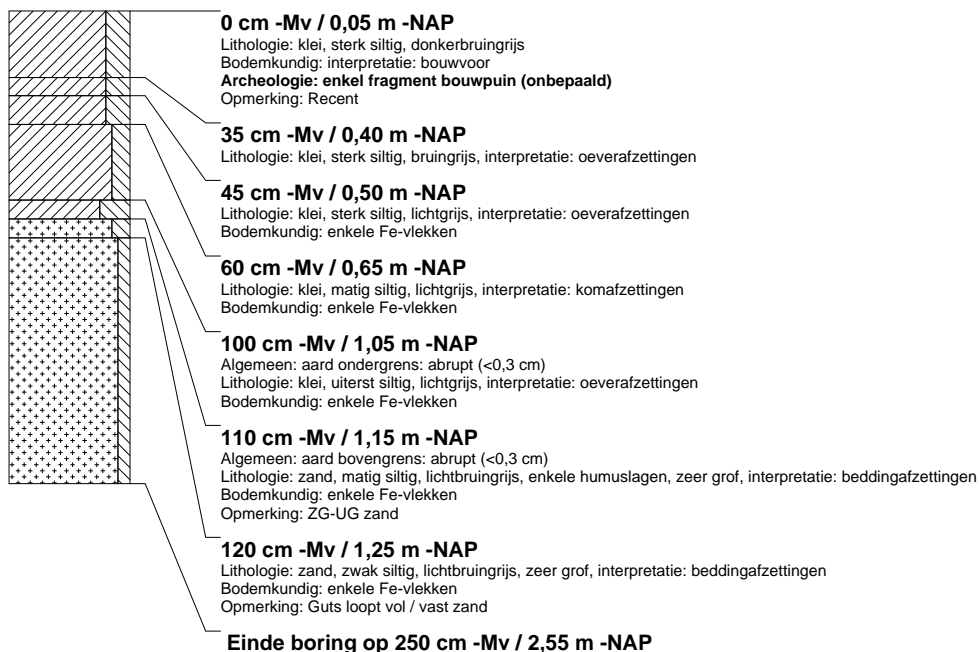 0 cm -Mv / 0,05 m -NAP
Lithologie: klei, sterk siltig, donkerbruingrijs
Bodemkundig: interpretatie: bouwvoor
Archeologie: enkel fragment bouwpuin (onbepaald)
Opmerking: Recent
35 cm -Mv / 0,40 m -NAP
Lithologie: klei, sterk siltig, bruingrijs, interpretatie: oeverafzettingen
45 cm -Mv / 0,50 m -NAP
Lithologie: klei, sterk siltig, lichtgrijs, interpretatie: oeverafzettingen
Bodemkundig: enkele Fe-vlekken
60 cm -Mv / 0,65 m -NAP
Lithologie: klei, matig siltig, lichtgrijs, interpretatie: komafzettingen
Bodemkundig: enkele Fe-vlekken
100 cm -Mv / 1,05 m -NAP
Algemeen: aard ondergrens: abrupt (<0,3 cm)
Lithologie: klei, uiterst siltig, lichtgrijs, interpretatie: oeverafzettingen
Bodemkundig: enkele Fe-vlekken
110 cm -Mv / 1,15 m -NAP
Algemeen: aard bovengrens: abrupt (<0,3 cm)
Lithologie: zand, matig siltig, lichtbruingrijs, enkele humuslagen, zeer grof, interpretatie: beddingafzettingen
Bodemkundig: enkele Fe-vlekken
Opmerking: ZG-UG zand
120 cm -Mv / 1,25 m -NAP
Lithologie: zand, zwak siltig, lichtbruingrijs, zeer grof, interpretatie: beddingafzettingen
Bodemkundig: enkele Fe-vlekken
Opmerking: Guts loopt vol / vast zand
Einde boring op 250 cm -Mv / 2,55 m -NAP